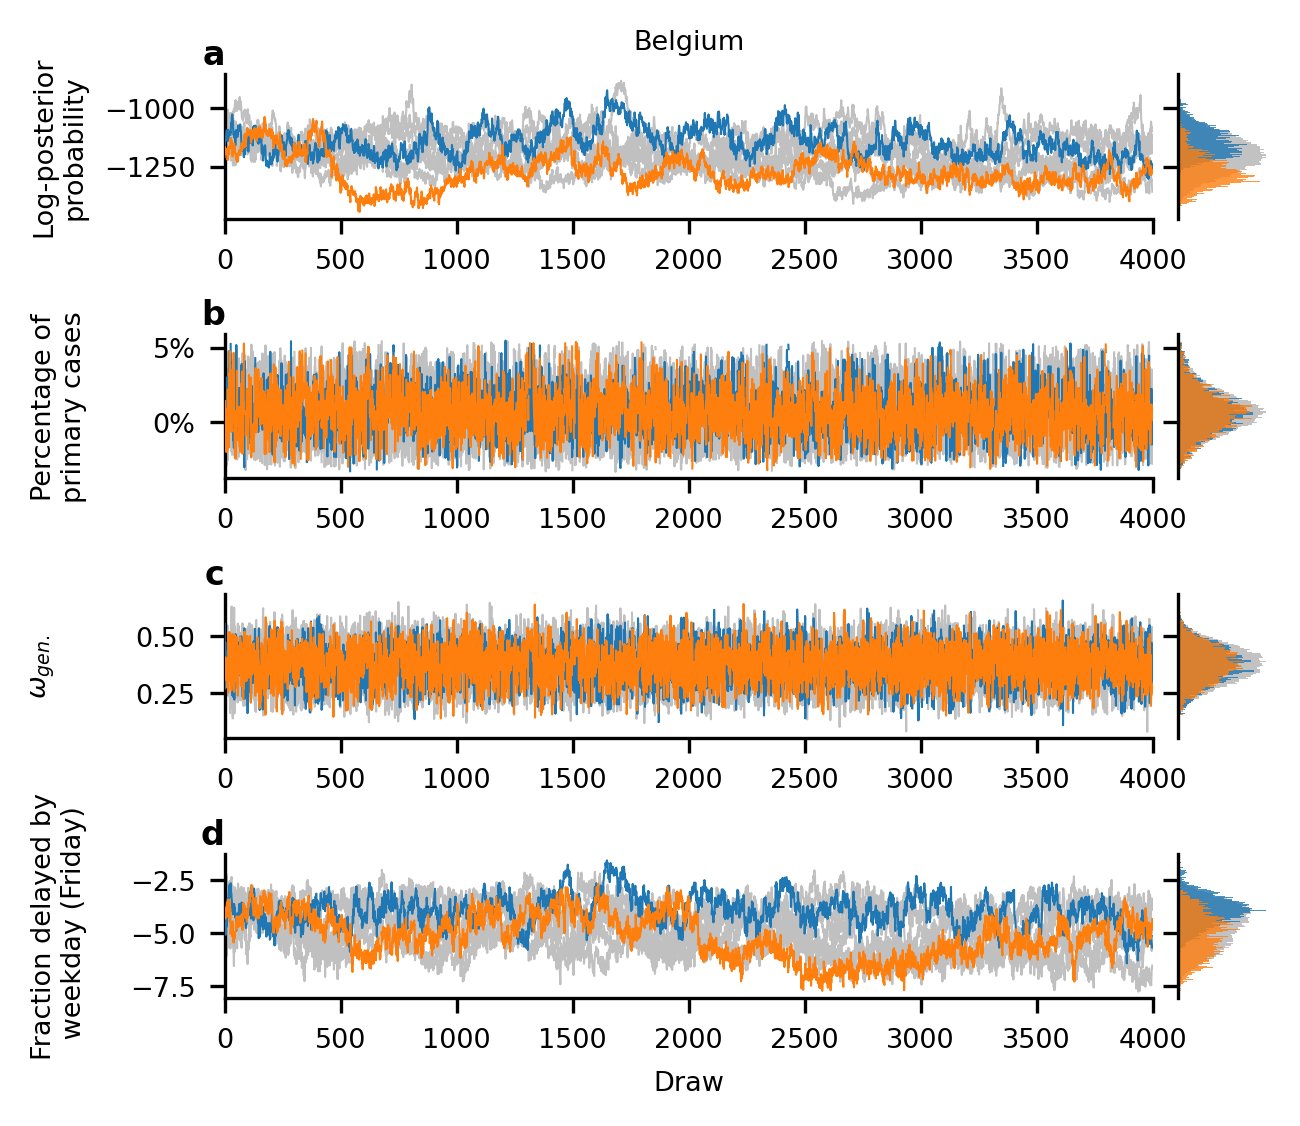 Belgium
a
Log-posterior
probability
−1000
−1250
0 500 1000 1500 2000 2500 3000 3500 4000
b
Percentage of
primary cases
5%
0%
0 500 1000 1500 2000 2500 3000 3500 4000
c
ω_gen.
0.50
0.25
0 500 1000 1500 2000 2500 3000 3500 4000
d
Fraction delayed by
weekday (Friday)
−2.5
−5.0
−7.5
0 500 1000 1500 2000 2500 3000 3500 4000
Draw